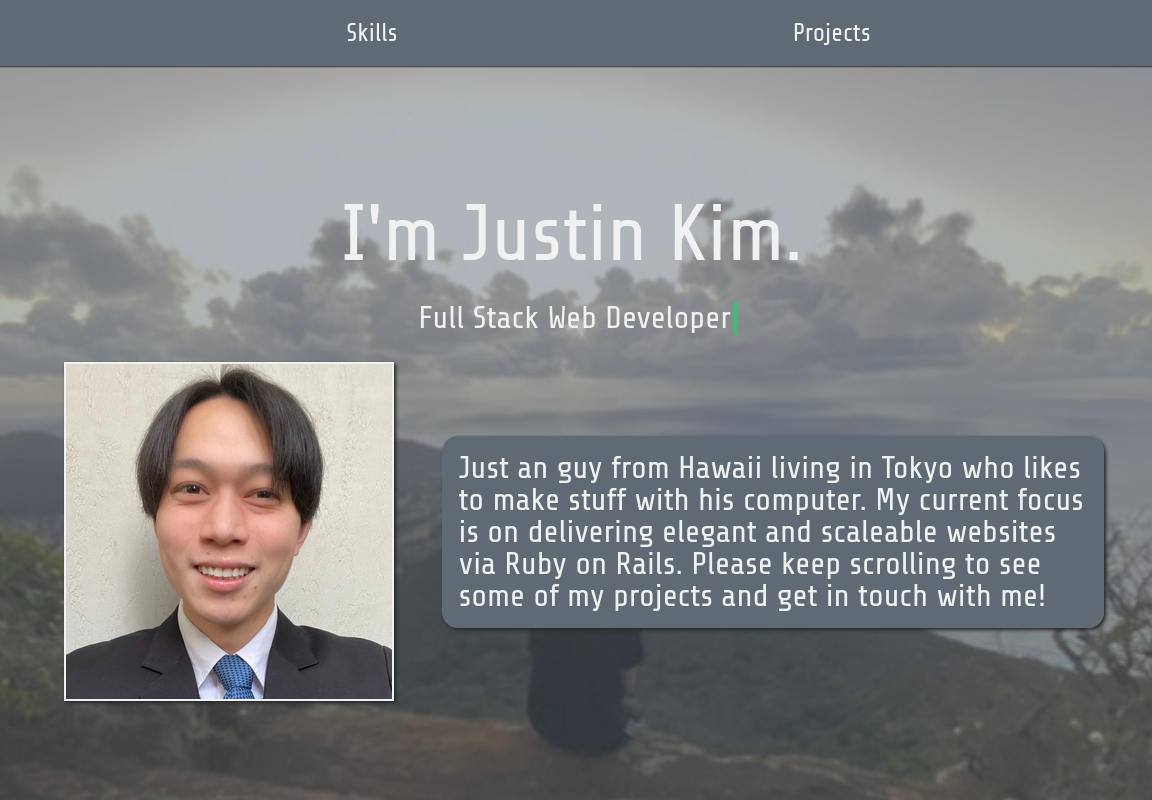 Skills
Projects
I'm Justin Kim.
Full Stack Web Developer
Just an guy from Hawaii living in Tokyo who likes
to make stuff with his computer. My current focus
is on delivering elegant and scaleable websites
via Ruby on Rails. Please keep scrolling to see
some of my projects and get in touch with me!